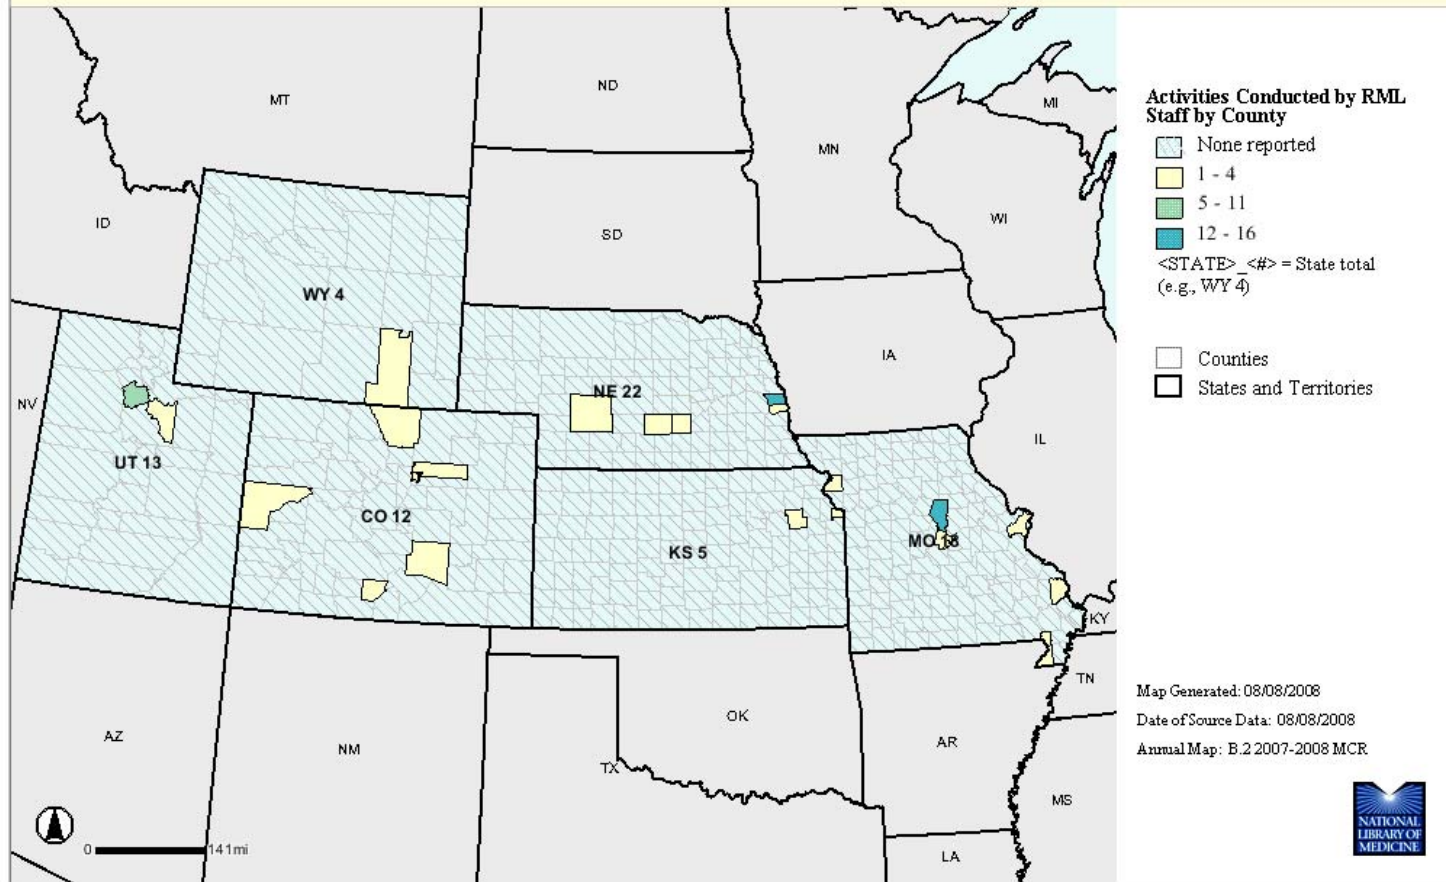 MT
ND
MN
MI
ID
SD
WI
WY 4
IA
NE 22
NV
UT 13
IL
CO 12
KS 5
MO 18
KY
TN
OK
AZ
NM
TX
AR
MS
LA
0 141mi
Activities Conducted by RML
Staff by County
None reported
1 - 4
5 - 11
12 - 16
<STATE>_<#> = State total
(e.g., WY 4)
Counties
States and Territories
Map Generated: 08/08/2008
Date of Source Data: 08/08/2008
Annual Map: B.2 2007-2008 MCR
NATIONAL
LIBRARY OF
MEDICINE